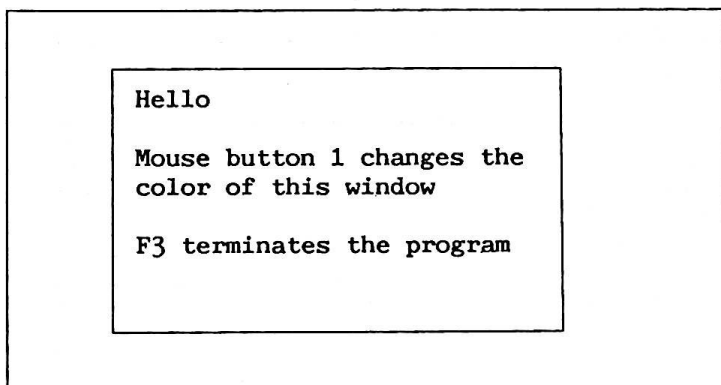 Hello
Mouse button 1 changes the
color of this window
F3 terminates the program